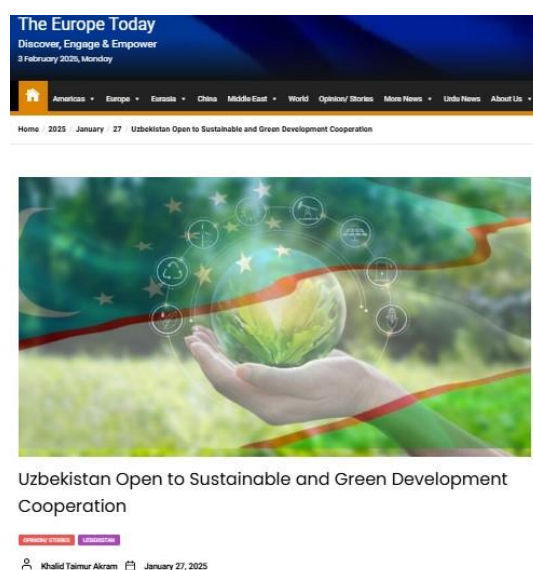 The Europe Today
Discover, Engage & Empower
3 February 2025, Monday
Americas Europe Eurasia China Middle East World Opinion/ Stories More News Urdu News About Us
Home / 2025 / January / 27 / Uzbekistan Open to Sustainable and Green Development Cooperation
Uzbekistan Open to Sustainable and Green Development
Cooperation
OPINION/ STORIES UZBEKISTAN
Khalid Taimur Akram January 27, 2025